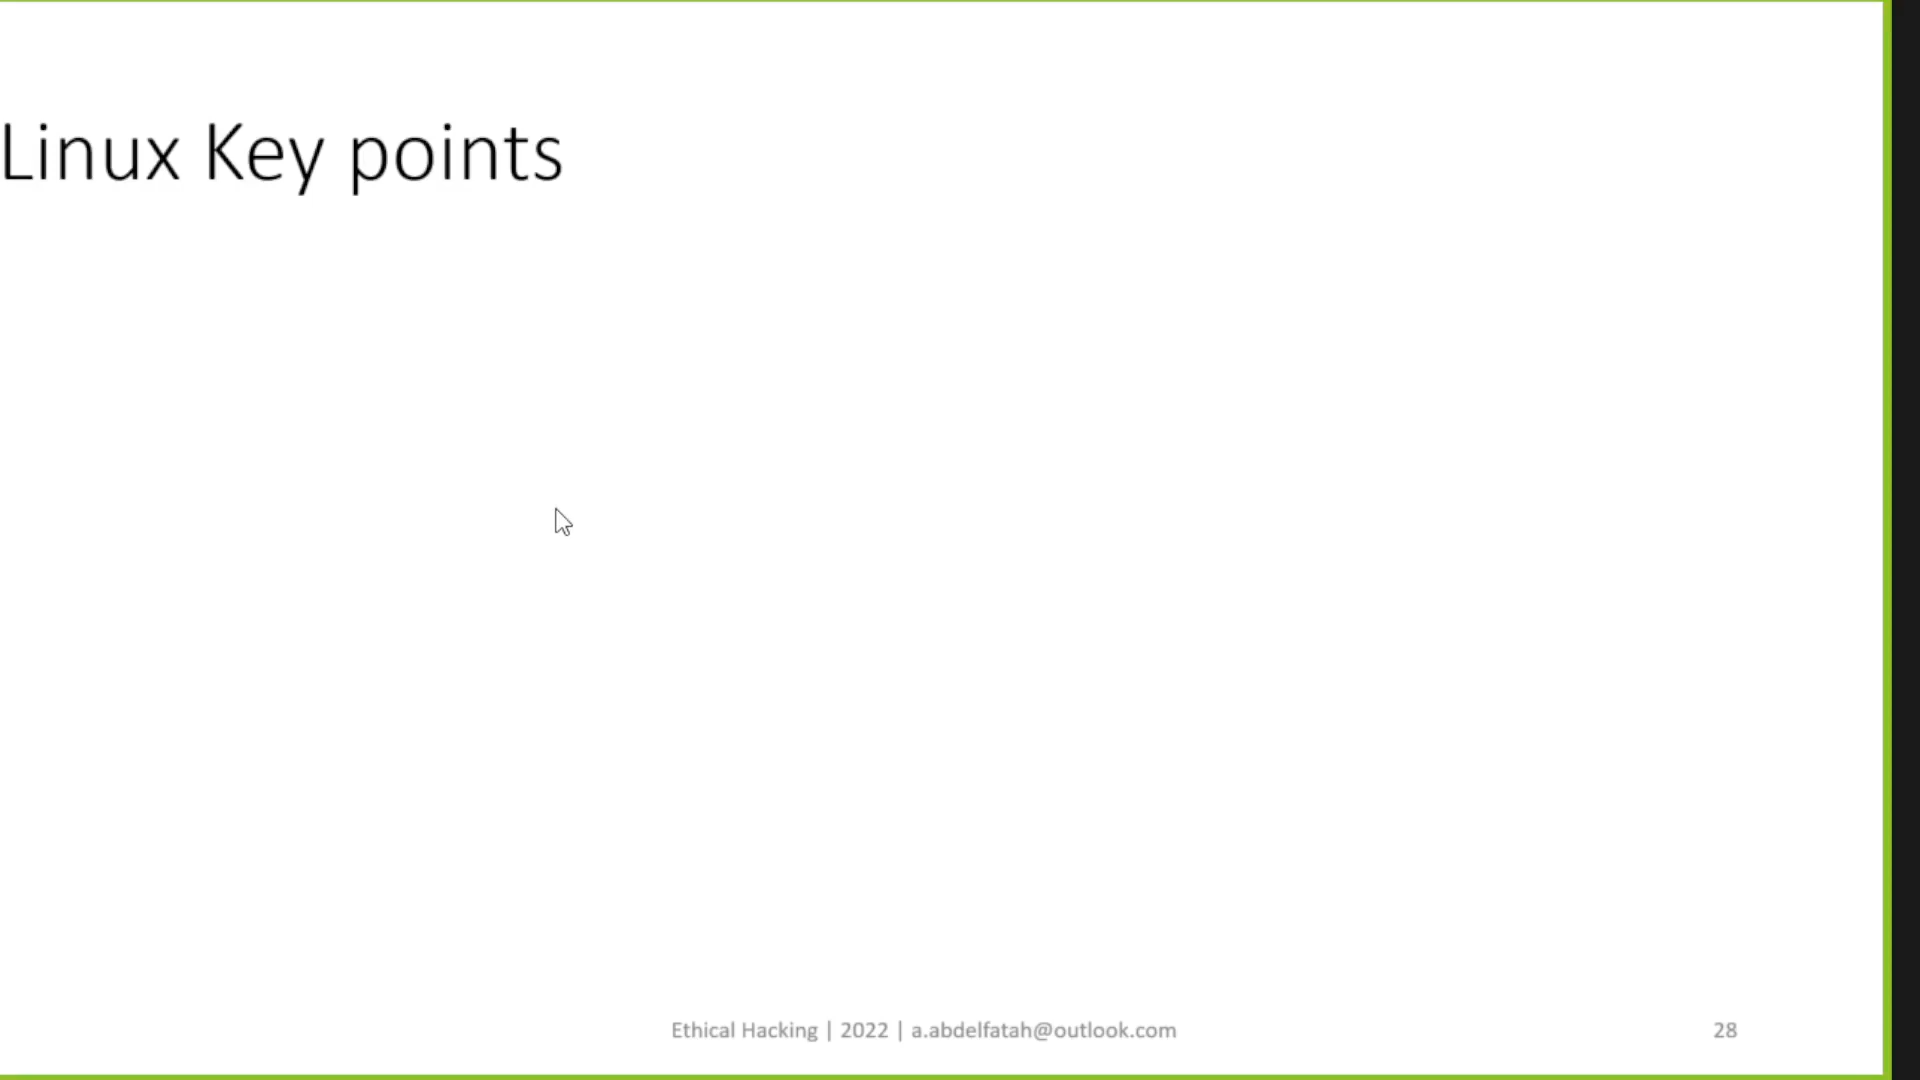 Linux Key points
Ethical Hacking | 2022 | a.abdelfatah@outlook.com
28